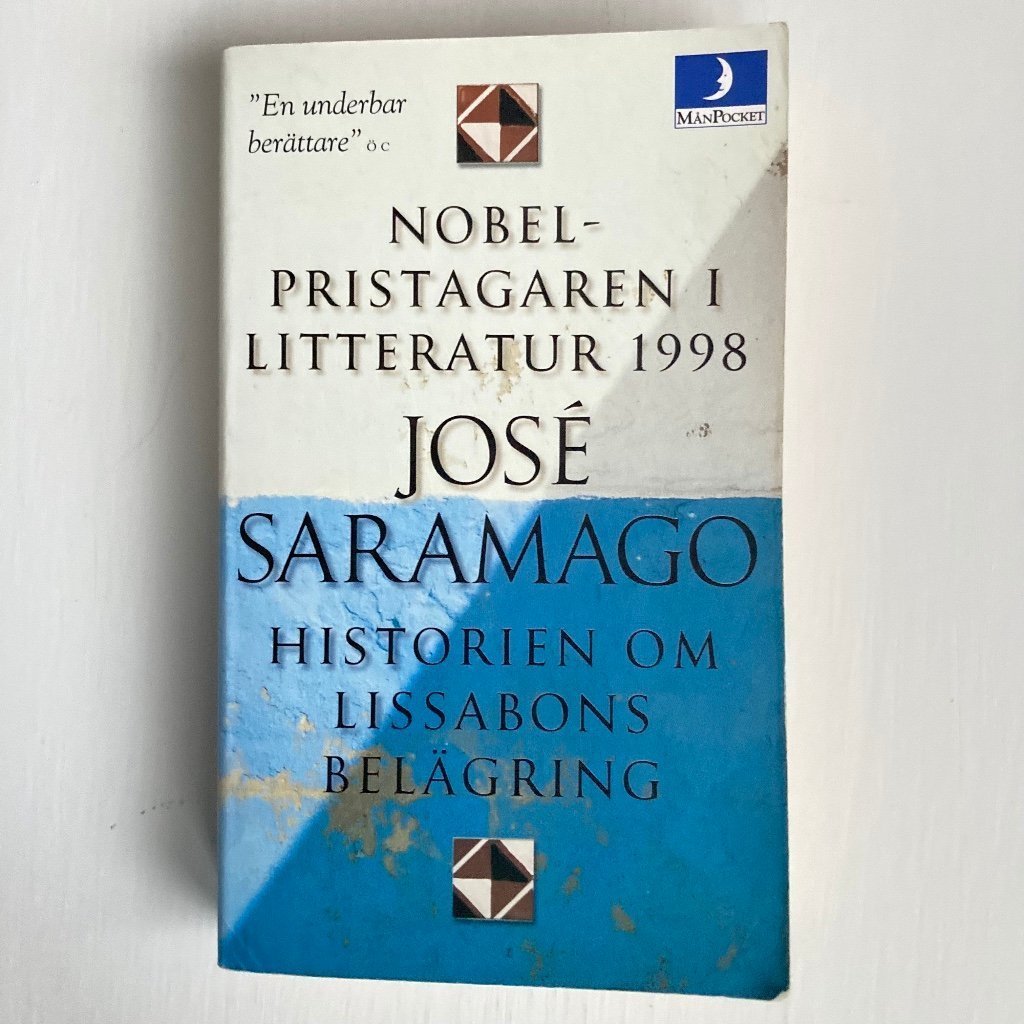 ”En underbar
berättare” ÖC
MÅNPOCKET
NOBEL-
PRISTAGAREN I
LITTERATUR 1998
JOSÉ
SARAMAGO
HISTORIEN OM
LISSABONS
BELÄGRING